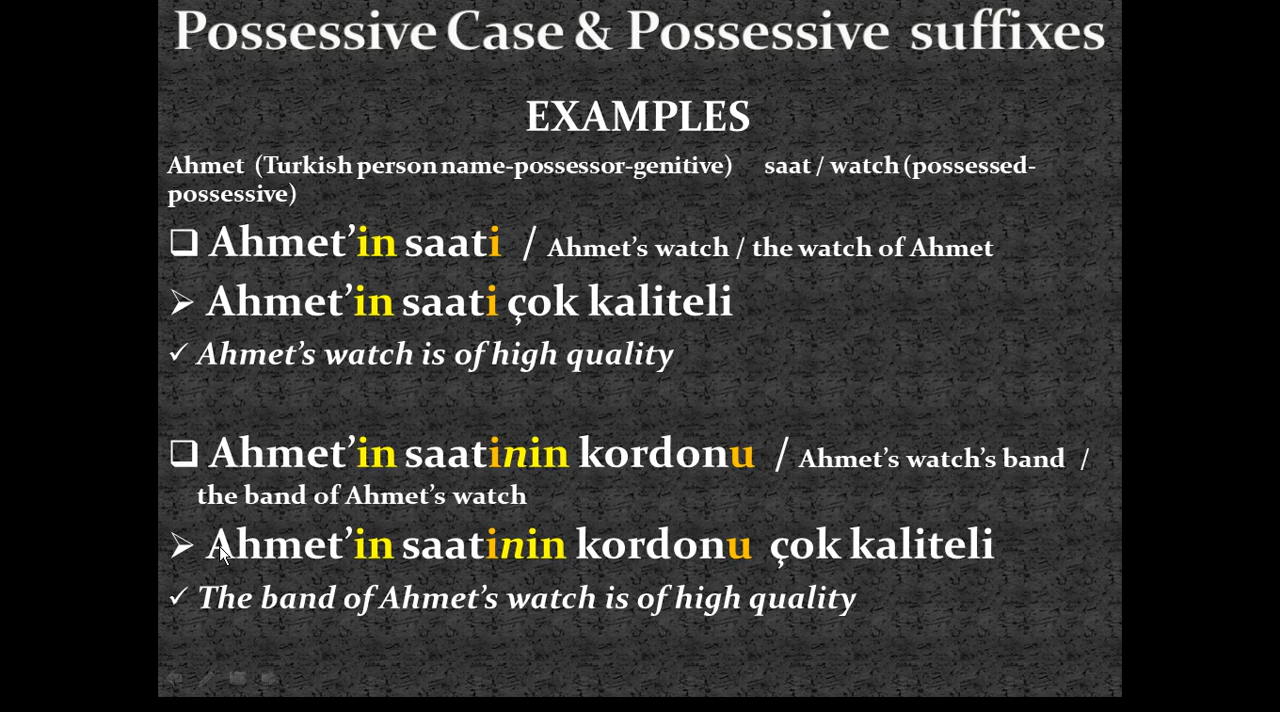 Possessive Case & Possessive suffixes
EXAMPLES
Ahmet (Turkish person name-possessor-genitive) saat / watch (possessed-
possessive)
❑ Ahmet’in saati / Ahmet’s watch / the watch of Ahmet
➢ Ahmet’in saati çok kaliteli
✓ Ahmet’s watch is of high quality
❑ Ahmet’in saatinin kordonu / Ahmet’s watch’s band /
the band of Ahmet’s watch
➢ Ahmet’in saatinin kordonu çok kaliteli
✓ The band of Ahmet’s watch is of high quality